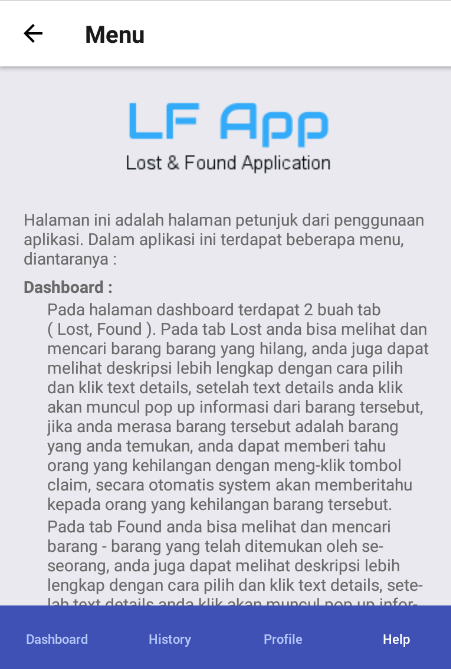 Menu
LF App
Lost & Found Application
Halaman ini adalah halaman petunjuk dari penggunaan
aplikasi. Dalam aplikasi ini terdapat beberapa menu,
diantaranya :
Dashboard :
Pada halaman dashboard terdapat 2 buah tab
( Lost, Found ). Pada tab Lost anda bisa melihat dan
mencari barang barang yang hilang, anda juga dapat
melihat deskripsi lebih lengkap dengan cara pilih
dan klik text details, setelah text details anda klik
akan muncul pop up informasi dari barang tersebut,
jika anda merasa barang tersebut adalah barang
yang anda temukan, anda dapat memberi tahu
orang yang kehilangan dengan meng-klik tombol
claim, secara otomatis system akan memberitahu
kepada orang yang kehilangan barang tersebut.
Pada tab Found anda bisa melihat dan mencari
barang - barang yang telah ditemukan oleh se-
seorang, anda juga dapat melihat deskripsi lebih
lengkap dengan cara pilih dan klik text details, sete-
lah text details anda klik akan muncul pop up infor-
Dashboard History Profile Help